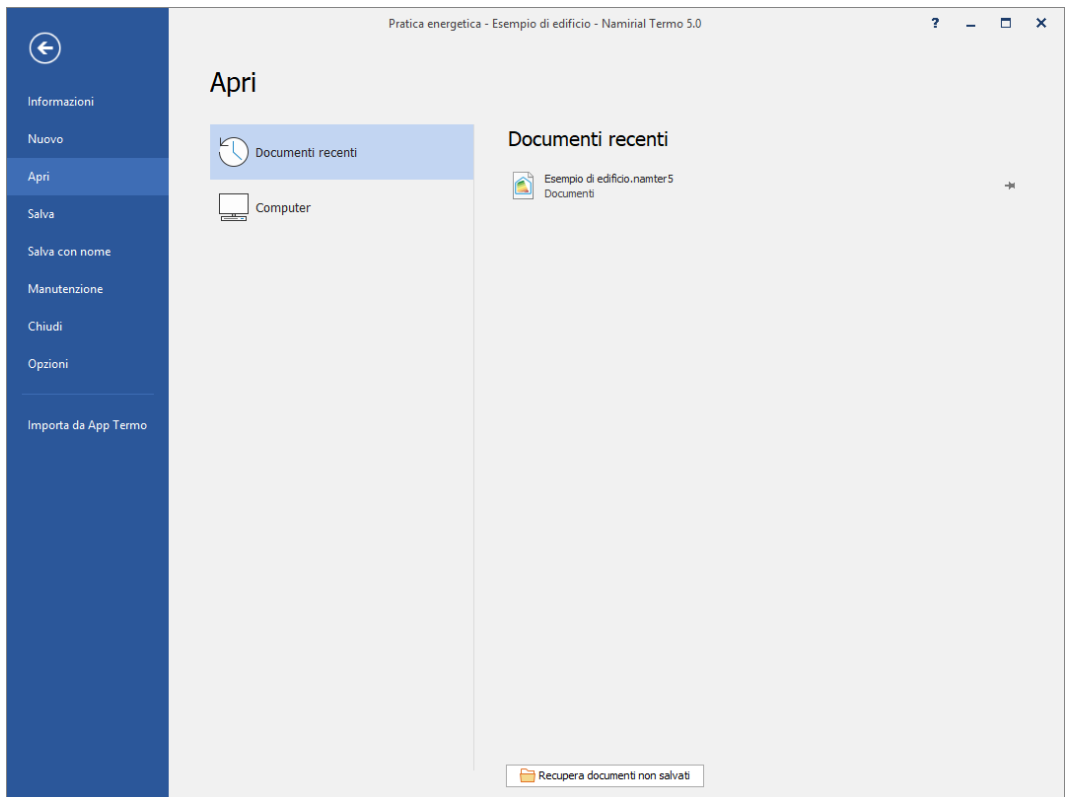 Pratica energetica - Esempio di edificio - Namirial Termo 5.0
?
Informazioni
Nuovo
Apri
Salva
Salva con nome
Manutenzione
Chiudi
Opzioni
Importa da App Termo
Apri
Documenti recenti
Computer
Documenti recenti
Esempio di edificio.namter5
Documenti
Recupera documenti non salvati